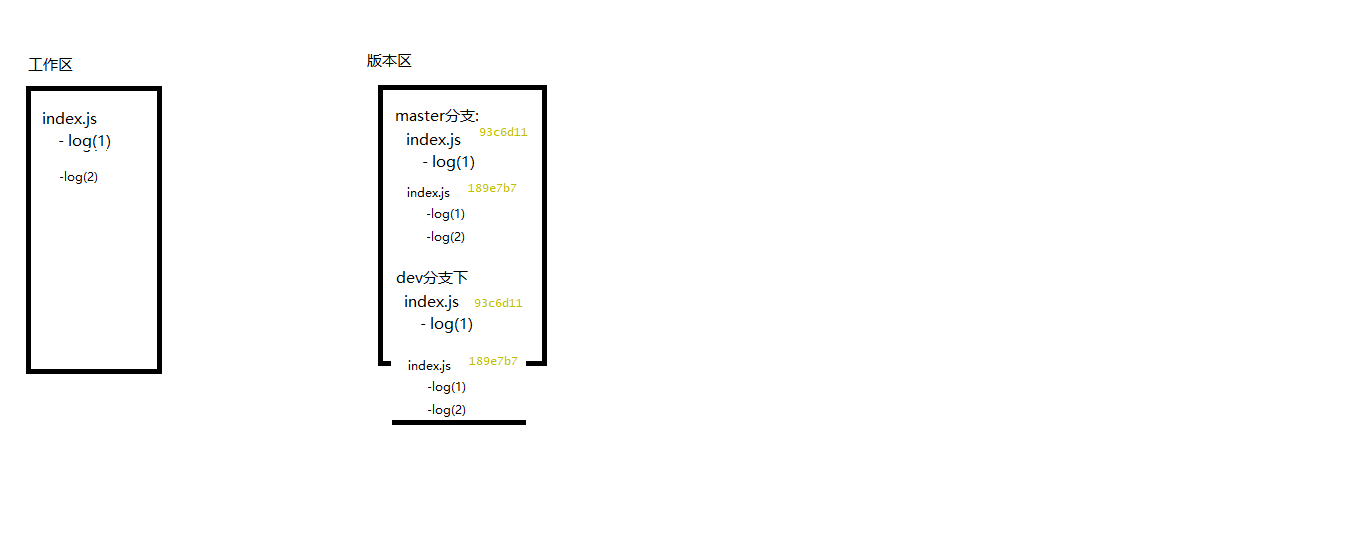 工作区
index.js
- log(1)
-log(2)
版本区
master分支:
index.js 93c6d11
- log(1)
index.js 189e7b7
-log(1)
-log(2)
dev分支下
index.js 93c6d11
- log(1)
index.js 189e7b7
-log(1)
-log(2)